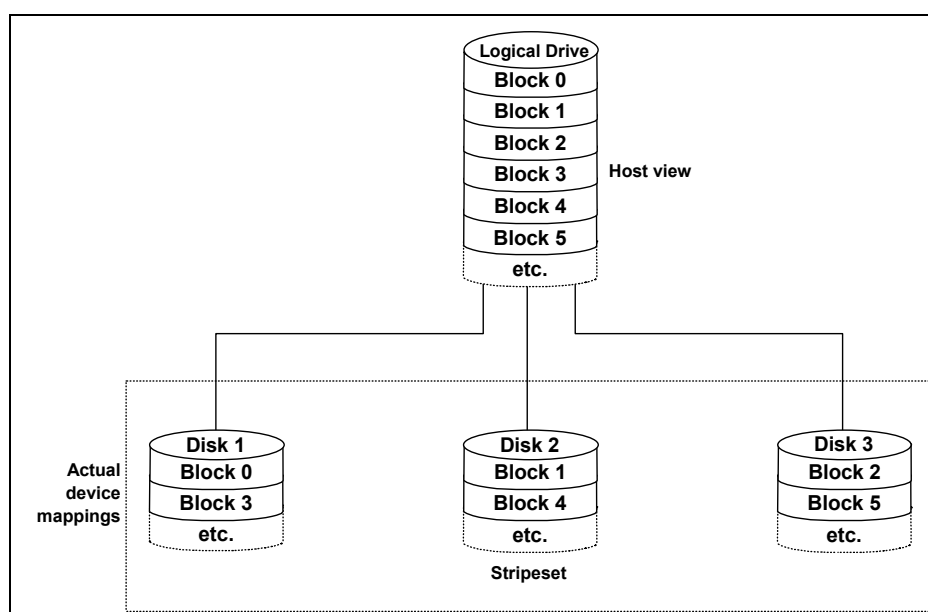 Logical Drive
Block 0
Block 1
Block 2
Block 3
Block 4
Block 5
etc.
Host view
Actual
device
mappings
Disk 1
Block 0
Block 3
etc.
Disk 2
Block 1
Block 4
etc.
Disk 3
Block 2
Block 5
etc.
Stripeset